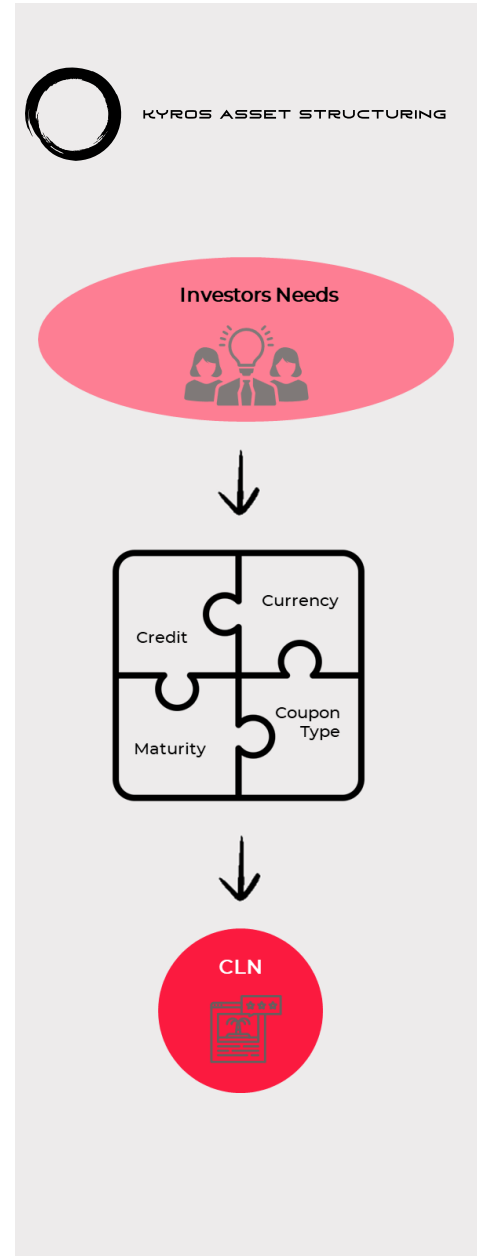 KYROS ASSET STRUCTURING
Investors Needs
Currency
Credit
Coupon
Type
Maturity
CLN